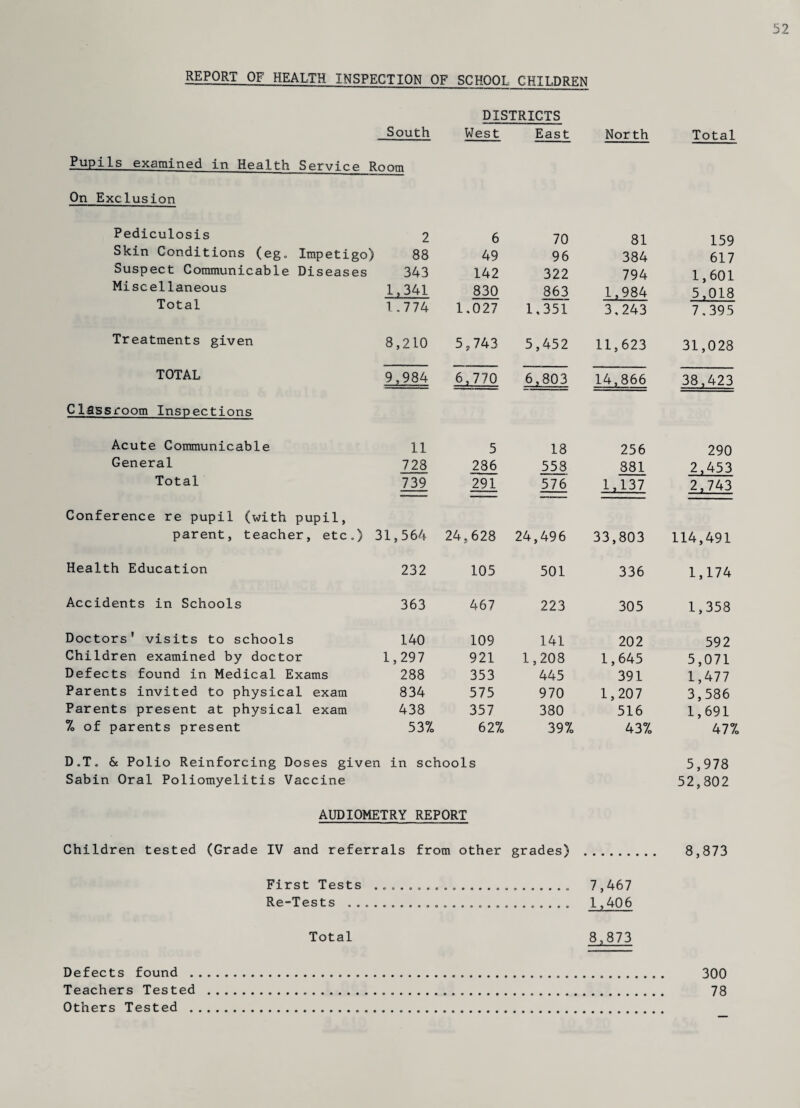 52
REPORT OF HEALTH INSPECTION OF SCHOOL CHILDREN
DISTRICTS
South West East North Total
Pupils examined in Health Service Room
On Exclusion
Pediculosis 2 6 70 81 159
Skin Conditions (eg. Impetigo) 88 49 96 384 617
Suspect Communicable Diseases 343 142 322 794 1,601
Miscellaneous 1,341 830 863 1,984 5,018
Total 1.774 1.027 1.351 3.243 7.395
Treatments given 8,210 5,743 5,452 11,623 31,028
TOTAL 9,984 6,770 6,803 14,866 38,423
Classroom Inspections
Acute Communicable 11 5 18 256 290
General 728 286 558 881 2,453
Total 739 291 576 1,137 2,743
Conference re pupil (with pupil,
parent, teacher, etc.) 31,564 24,628 24,496 33,803 114,491
Health Education 232 105 501 336 1,174
Accidents in Schools 363 467 223 305 1,358
Doctors' visits to schools 140 109 141 202 592
Children examined by doctor 1,297 921 1,208 1,645 5,071
Defects found in Medical Exams 288 353 445 391 1,477
Parents invited to physical exam 834 575 970 1,207 3,586
Parents present at physical exam 438 357 380 516 1,691
% of parents present 53% 62% 39% 43% 47%
D.T. & Polio Reinforcing Doses given in schools 5,978
Sabin Oral Poliomyelitis Vaccine 52,802
AUDIOMETRY REPORT
Children tested (Grade IV and referrals from other grades) .......... 8,873
First Tests ....................... 7,467
Re-Tests .......................... 1,406
Total 8,873
Defects found ....................................................... 300
Teachers Tested ..................................................... 78
Others Tested ....................................................... –